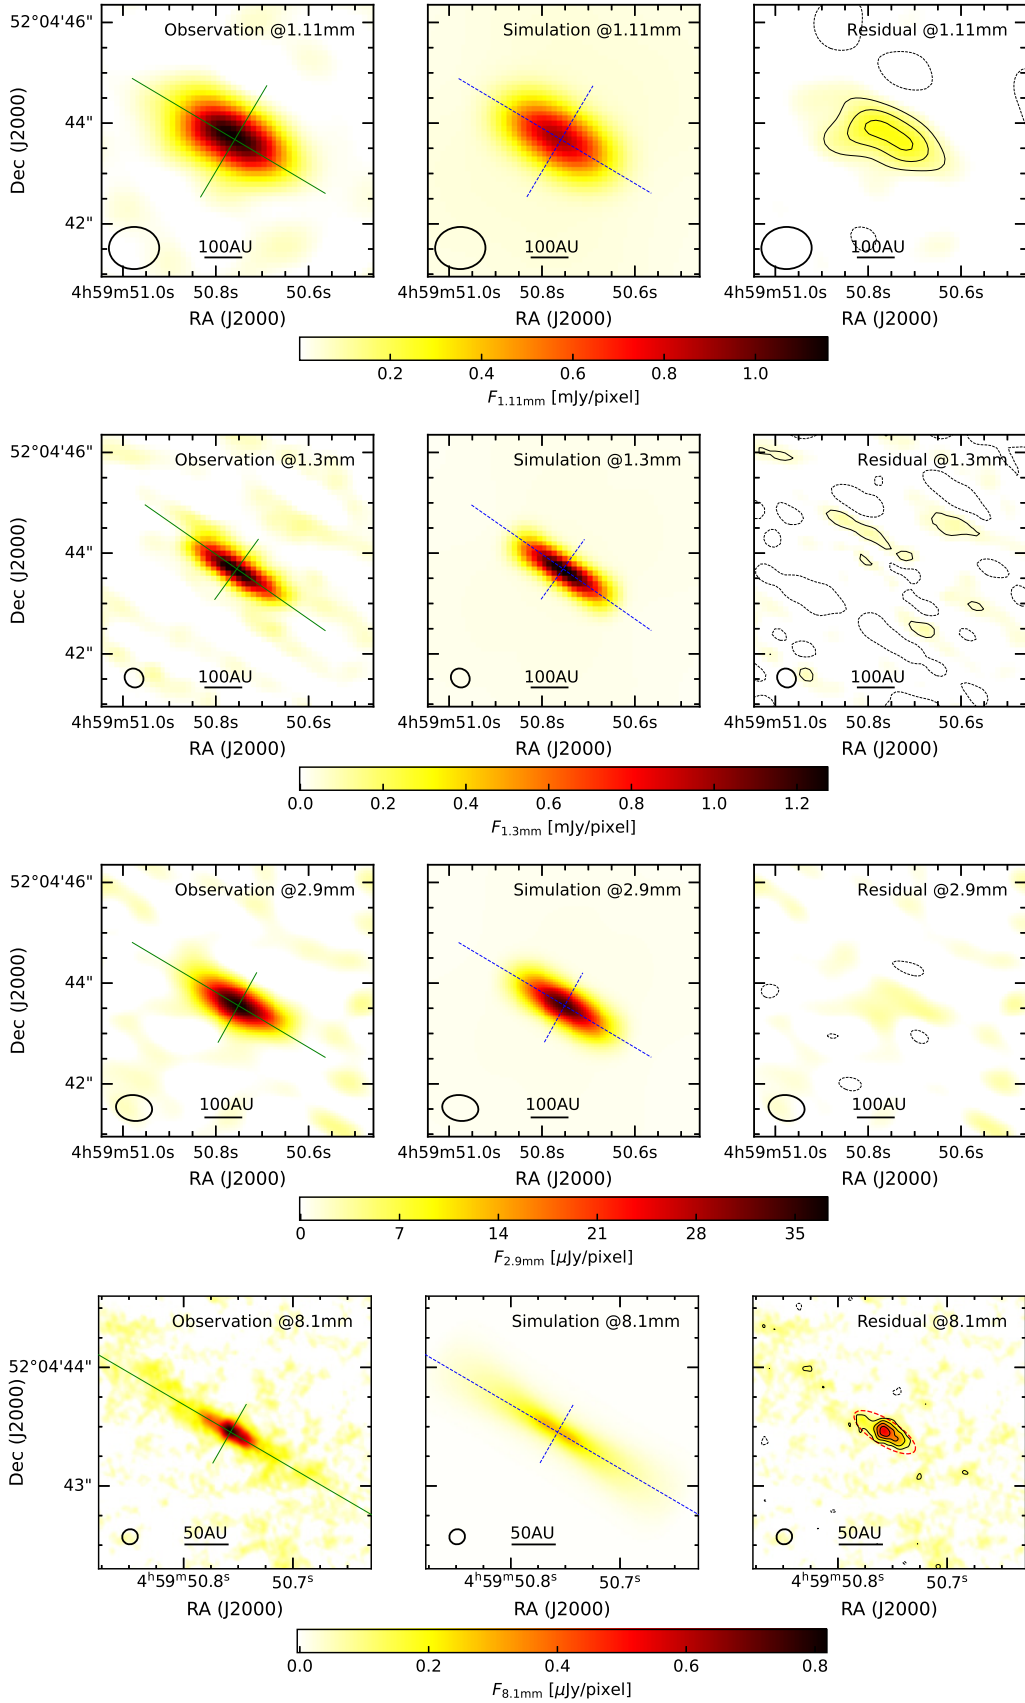 Observation @1.11mm Simulation @1.11mm Residual @1.11mm
52°04'46"
44"
42"
Dec (J2000)
100AU 100AU 100AU
4h59m51.0s 50.8s 50.6s 4h59m51.0s 50.8s 50.6s 4h59m51.0s 50.8s 50.6s
RA (J2000) RA (J2000) RA (J2000)
0.2 0.4 0.6 0.8 1.0
F1.11mm [mJy/pixel]
Observation @1.3mm Simulation @1.3mm Residual @1.3mm
52°04'46"
44"
42"
Dec (J2000)
100AU 100AU 100AU
4h59m51.0s 50.8s 50.6s 4h59m51.0s 50.8s 50.6s 4h59m51.0s 50.8s 50.6s
RA (J2000) RA (J2000) RA (J2000)
0.0 0.2 0.4 0.6 0.8 1.0 1.2
F1.3mm [mJy/pixel]
Observation @2.9mm Simulation @2.9mm Residual @2.9mm
52°04'46"
44"
42"
Dec (J2000)
100AU 100AU 100AU
4h59m51.0s 50.8s 50.6s 4h59m51.0s 50.8s 50.6s 4h59m51.0s 50.8s 50.6s
RA (J2000) RA (J2000) RA (J2000)
0 7 14 21 28 35
F2.9mm [μJy/pixel]
Observation @8.1mm Simulation @8.1mm Residual @8.1mm
52°04'44"
43"
Dec (J2000)
50AU 50AU 50AU
4ʰ59ᵐ50.8ˢ 50.7ˢ 4ʰ59ᵐ50.8ˢ 50.7ˢ 4ʰ59ᵐ50.8ˢ 50.7ˢ
RA (J2000) RA (J2000) RA (J2000)
0.0 0.2 0.4 0.6 0.8
F8.1mm [μJy/pixel]